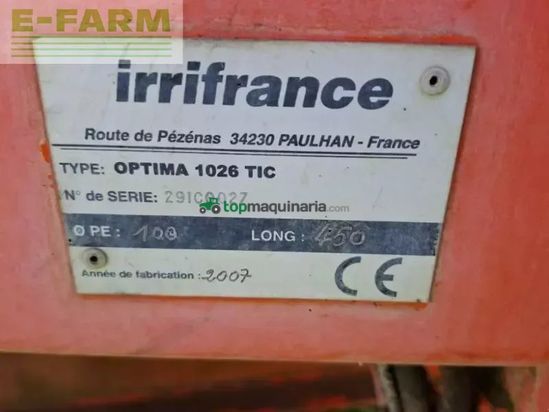 E-FARM
irrifrance
Route de Pézénas 34230 PAULHAN - France
TYPE: OPTIMA 1026 TIC
N° de SERIE:
topmaquinaria.com
Ø PE : 100 LONG : 450
Année de fabrication : 2007
CE